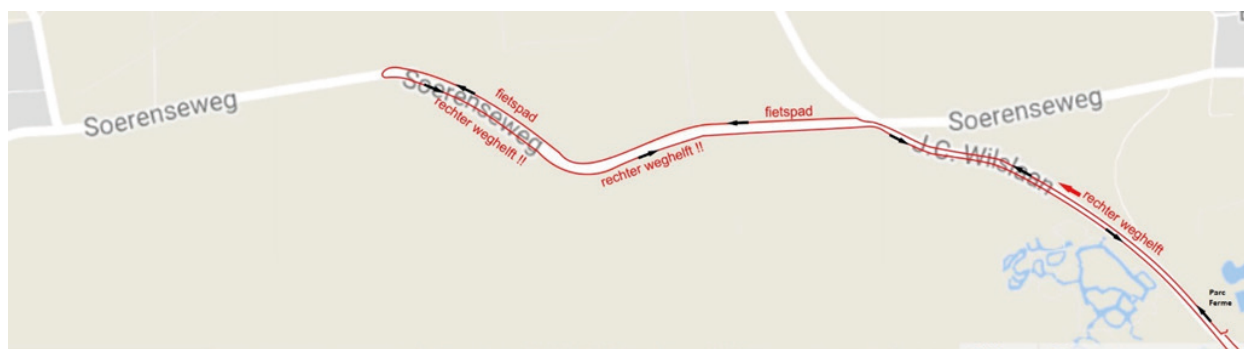 Soerenseweg
Soerenseweg
fietspad
rechter weghelft !!
fietspad
rechter weghelft !!
Soerenseweg
J.C. Wilslaan
rechter weghelft
Parc
Ferme